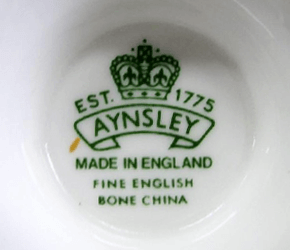 EST. 1775
AYNSLEY
MADE IN ENGLAND
FINE ENGLISH
BONE CHINA